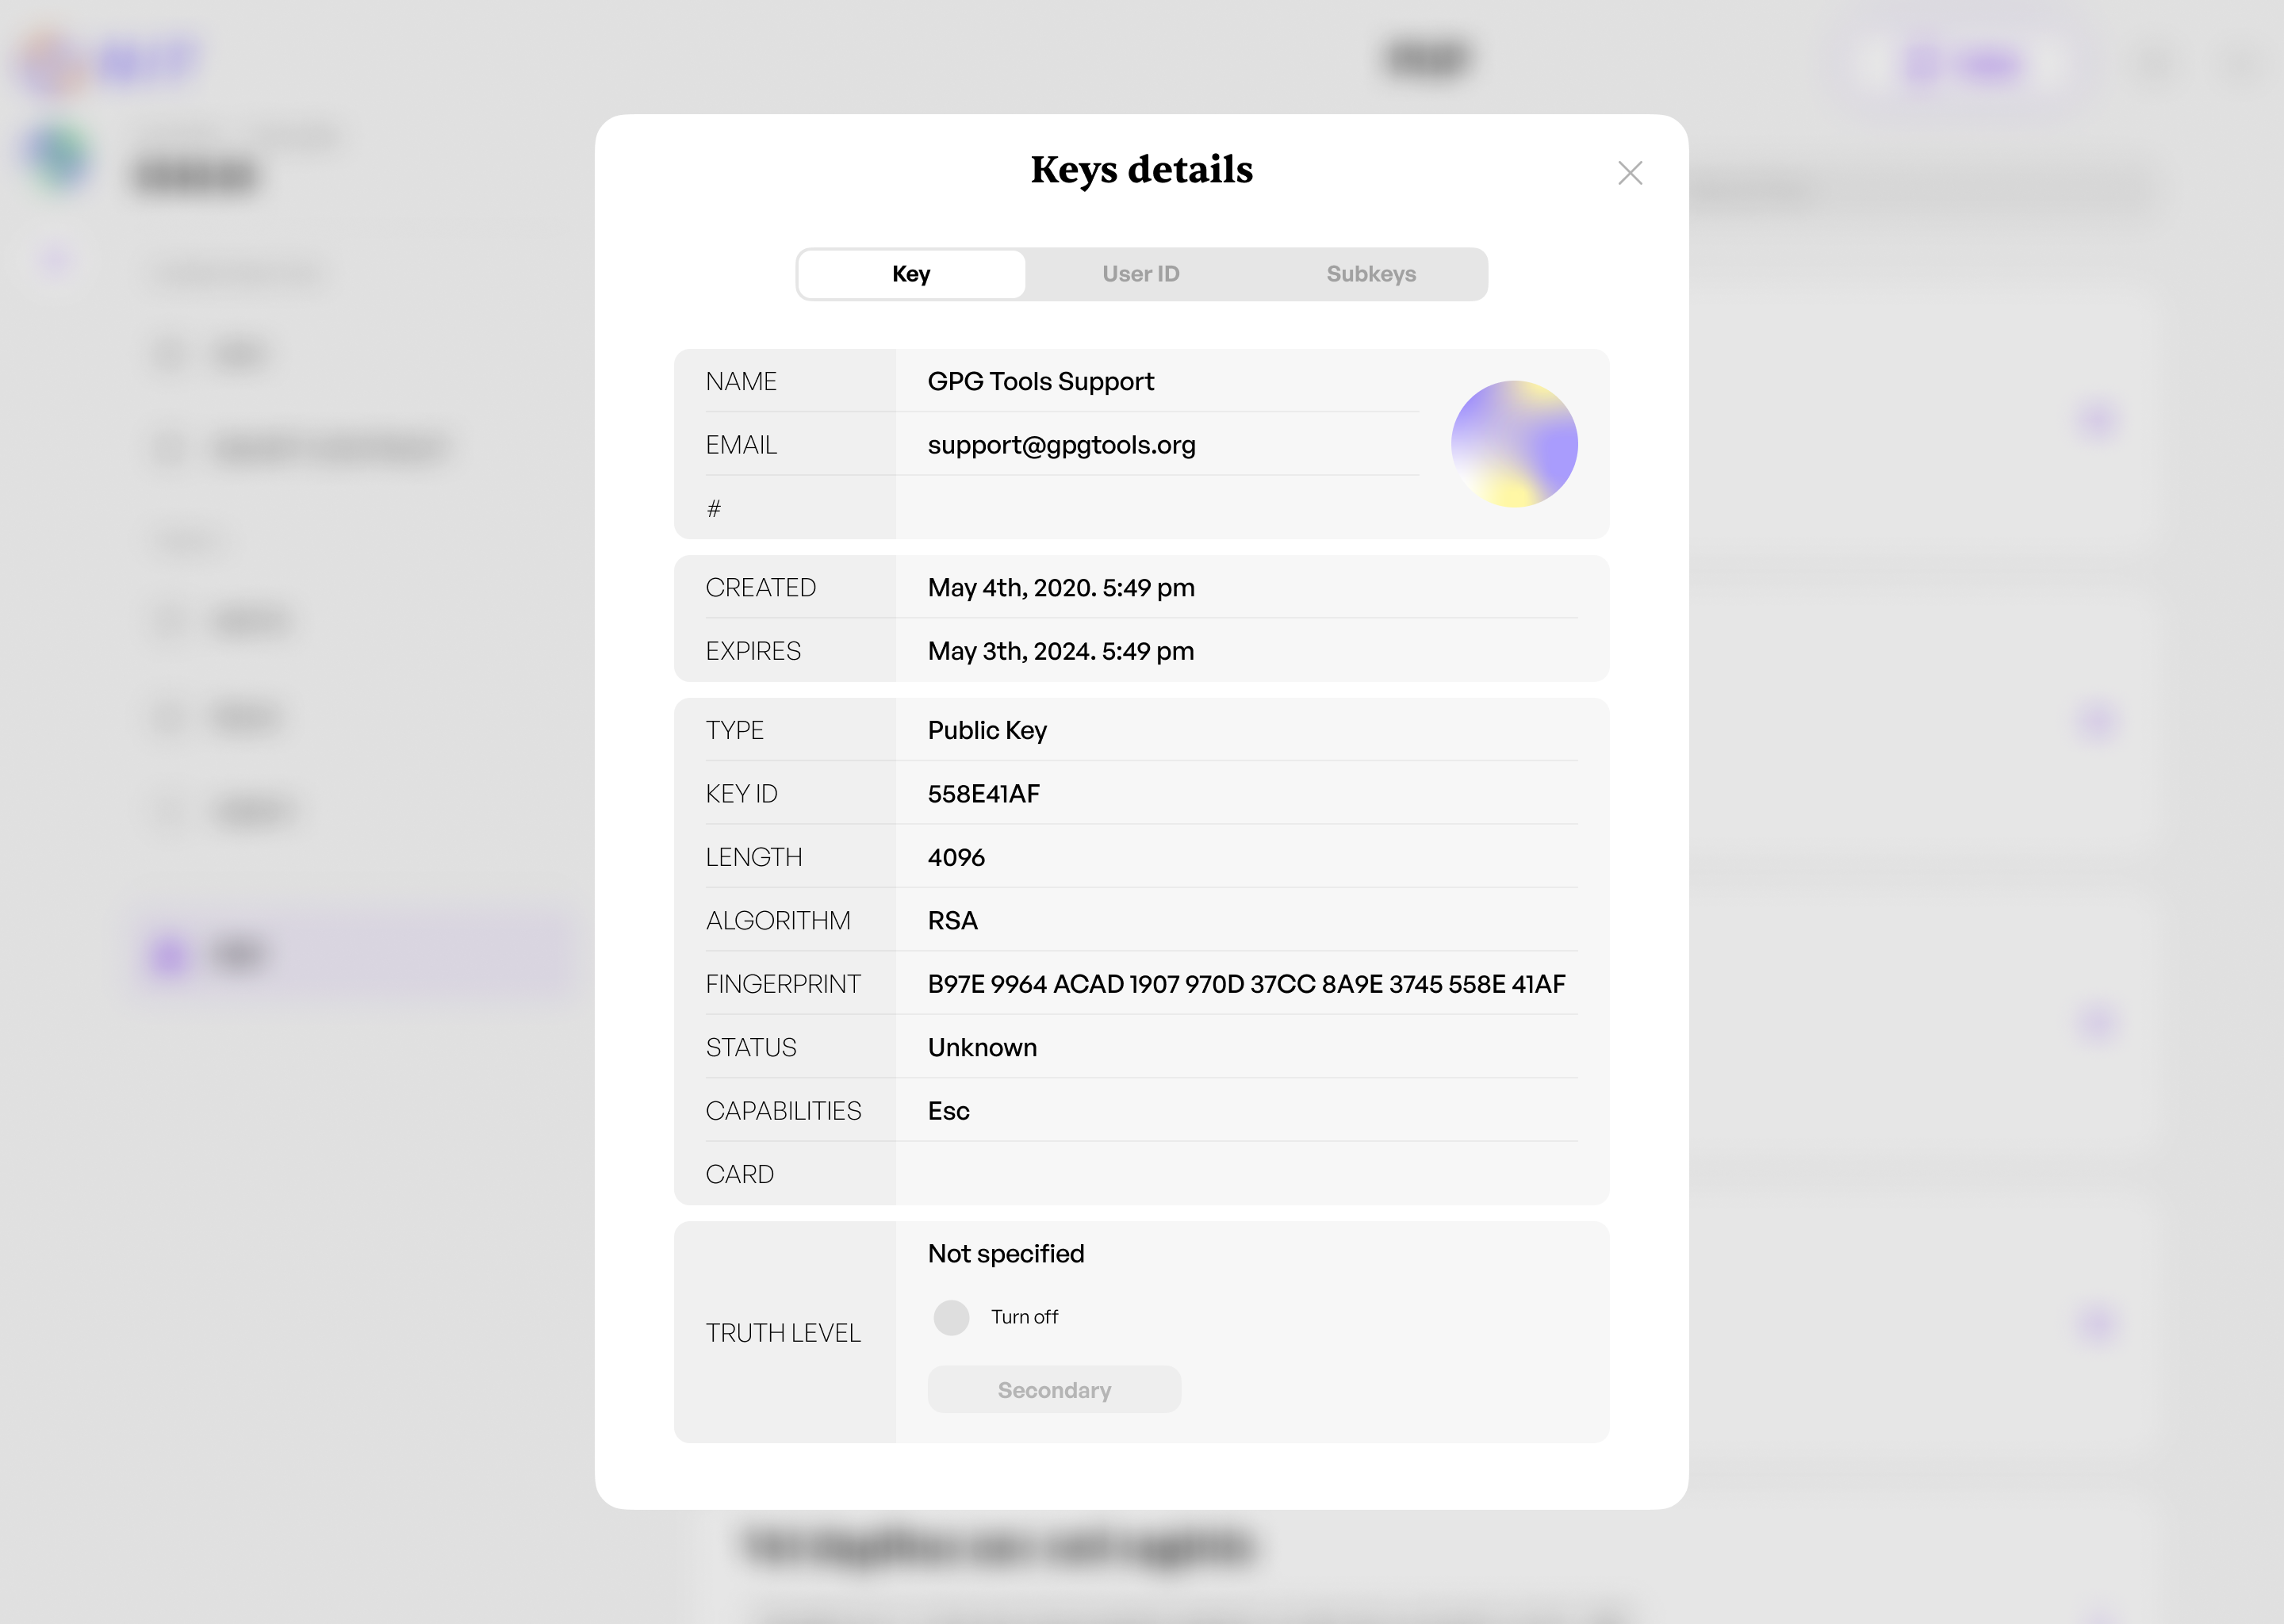 Keys details
Key
User ID
Subkeys
NAME GPG Tools Support
EMAIL support@gpgtools.org
#
CREATED May 4th, 2020. 5:49 pm
EXPIRES May 3th, 2024. 5:49 pm
TYPE Public Key
KEY ID 558E41AF
LENGTH 4096
ALGORITHM RSA
FINGERPRINT B97E 9964 ACAD 1907 970D 37CC 8A9E 3745 558E 41AF
STATUS Unknown
CAPABILITIES Esc
CARD
Not specified
Turn off
TRUTH LEVEL
Secondary